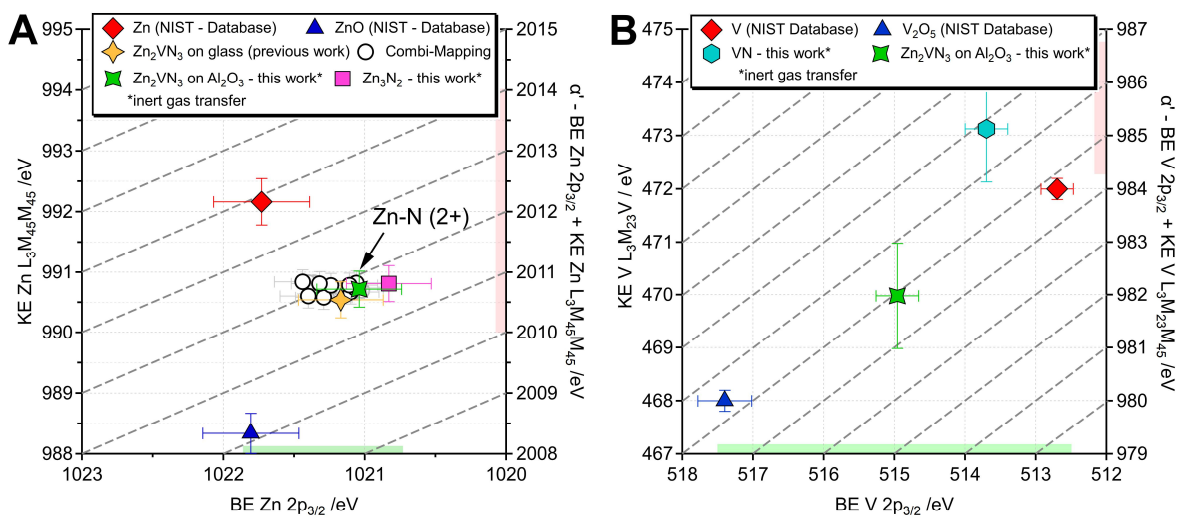 A
Zn (NIST - Database)
ZnO (NIST - Database)
Zn₂VN₃ on glass (previous work)
Combi-Mapping
Zn₂VN₃ on Al₂O₃ - this work*
Zn₃N₂ - this work*
*inert gas transfer
995
994
993
992
991
990
989
988
KE Zn L₃M₄₅M₄₅ /eV
Zn-N (2+)
2015
2014
2013
2012
2011
2010
2009
2008
α' - BE Zn 2p₃/₂ + KE Zn L₃M₄₅M₄₅ /eV
1023
1022
1021
1020
BE Zn 2p₃/₂ /eV
B
V (NIST Database)
V₂O₅ (NIST Database)
VN - this work*
Zn₂VN₃ on Al₂O₃ - this work*
*inert gas transfer
475
474
473
472
471
470
469
468
467
KE V L₃M₂₃V / eV
987
986
985
984
983
982
981
980
979
α' - BE V 2p₃/₂ + KE V L₃M₂₃M₄₅ /eV
518
517
516
515
514
513
512
BE V 2p₃/₂ /eV